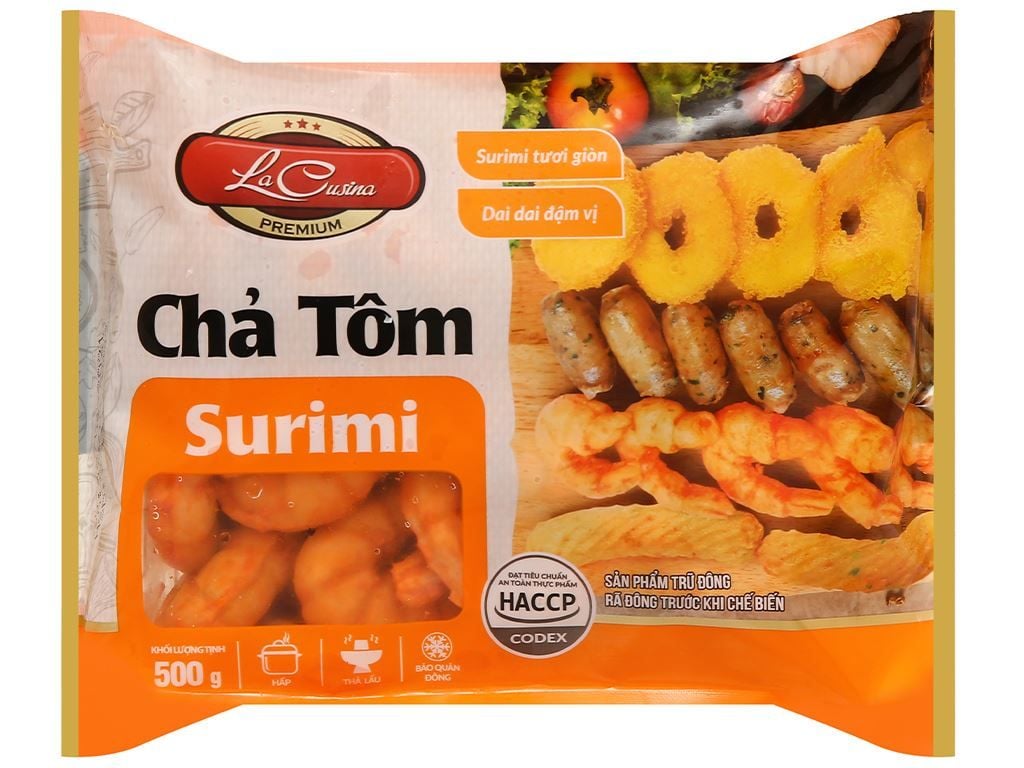 La Cusina
PREMIUM
Surimi tươi giòn
Dai dai đậm vị
Chả Tôm
Surimi
ĐẠT TIÊU CHUẨN
AN TOÀN THỰC PHẨM
HACCP
CODEX
SẢN PHẨM TRỮ ĐÔNG
RÃ ĐÔNG TRƯỚC KHI CHẾ BIẾN
KHỐI LƯỢNG TỊNH
500 g
HẤP
THẢ LẨU
BẢO QUẢN
ĐÔNG